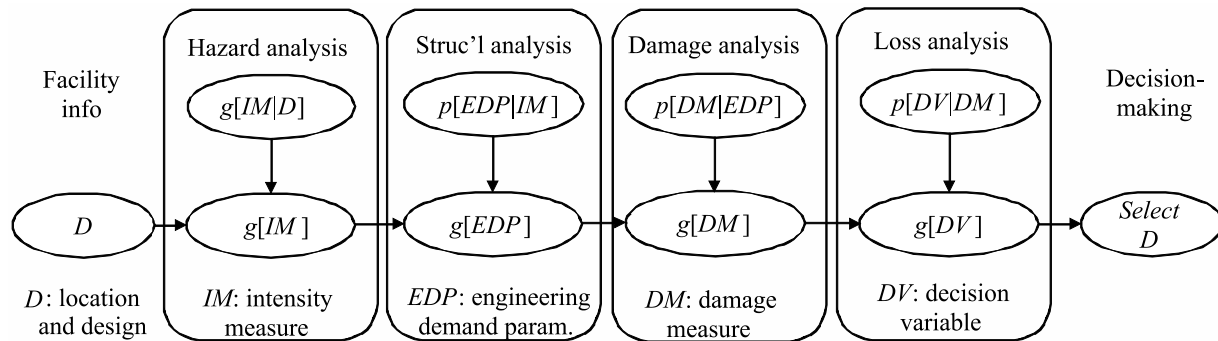 Facility
info
D
D: location
and design
Hazard analysis
g[IM|D]
g[IM]
IM: intensity
measure
Struc'l analysis
p[EDP|IM]
g[EDP]
EDP: engineering
demand param.
Damage analysis
p[DM|EDP]
g[DM]
DM: damage
measure
Loss analysis
p[DV|DM]
g[DV]
DV: decision
variable
Decision-
making
Select
D